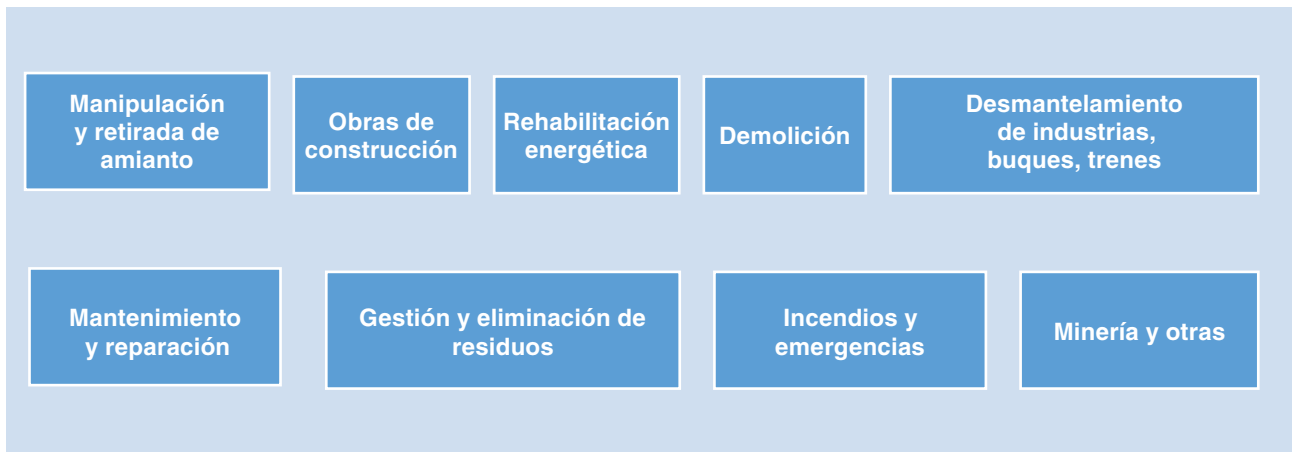 Manipulación
y retirada de
amianto
Obras de
construcción
Rehabilitación
energética
Demolición
Desmantelamiento
de industrias,
buques, trenes
Mantenimiento
y reparación
Gestión y eliminación de
residuos
Incendios y
emergencias
Minería y otras